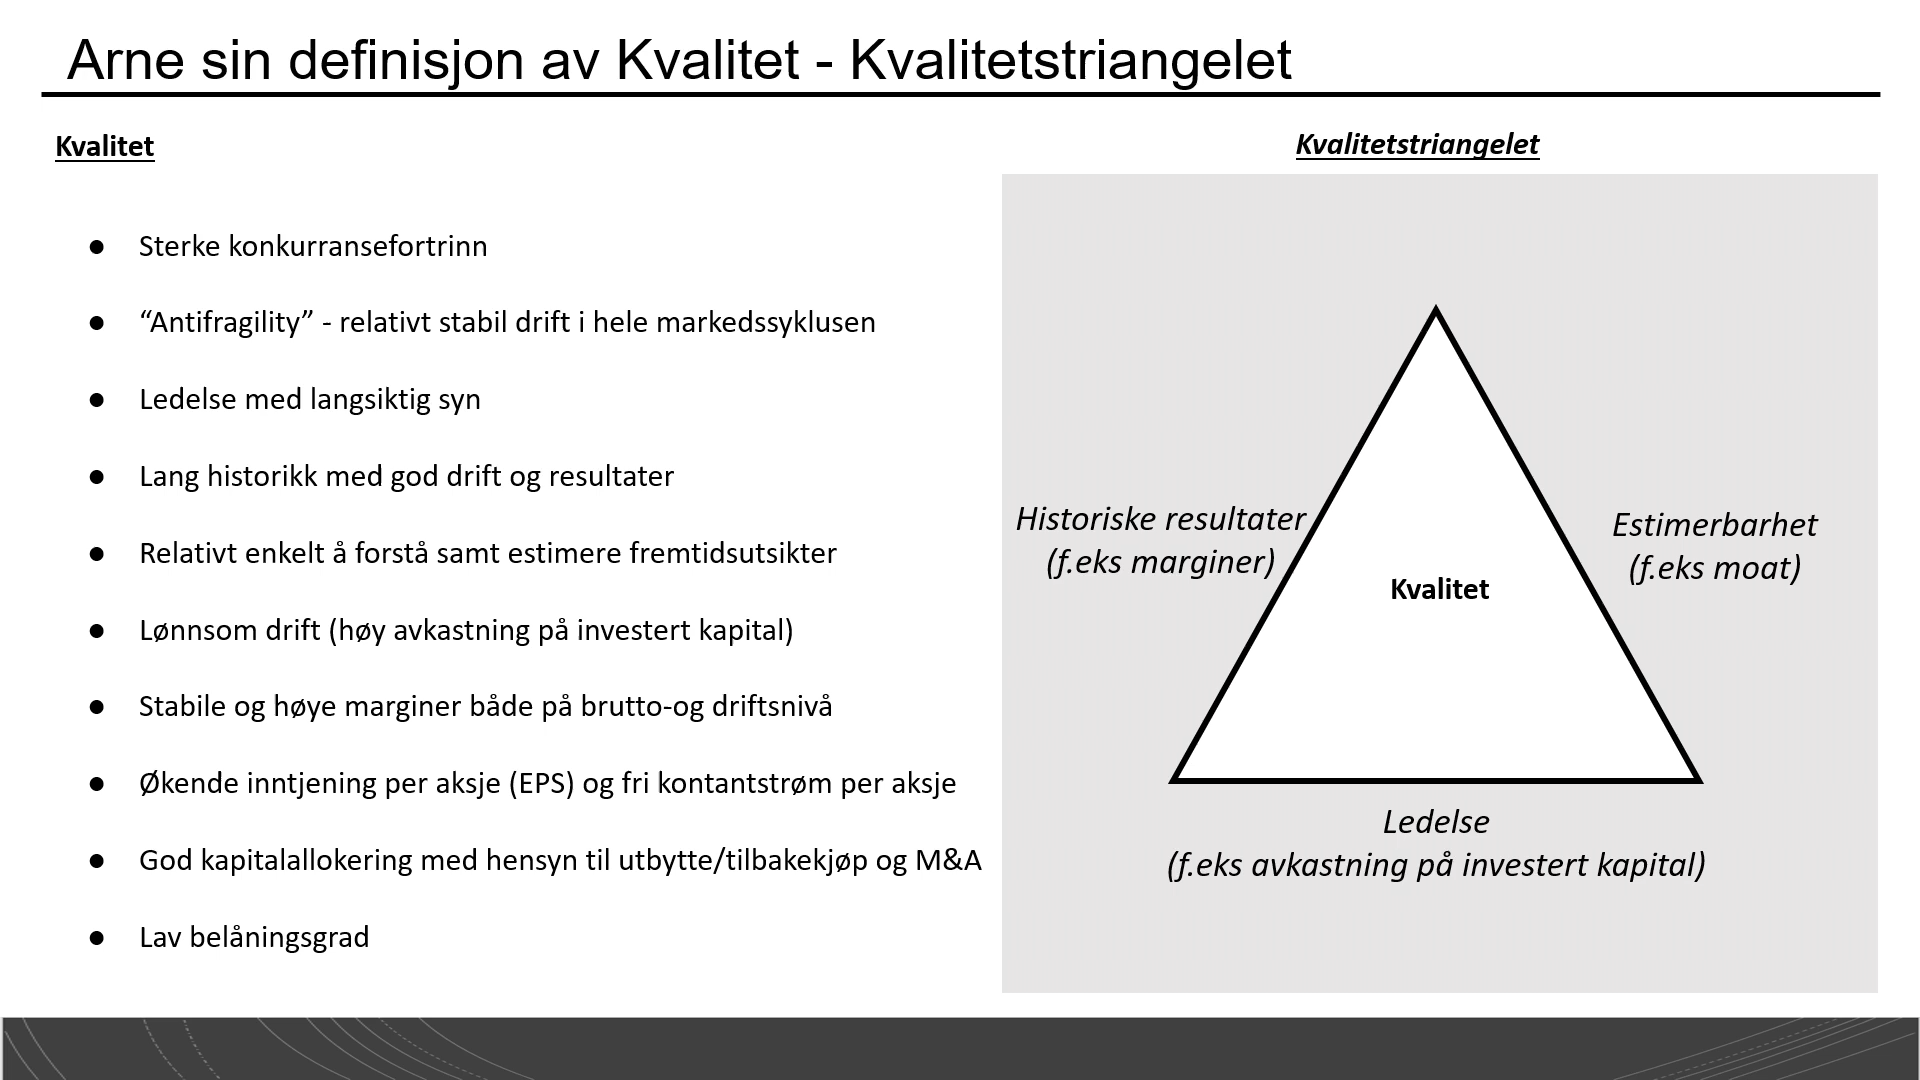 Arne sin definisjon av Kvalitet - Kvalitetstriangelet
Kvalitet
● Sterke konkurransefortrinn
● “Antifragility” - relativt stabil drift i hele markedssyklusen
● Ledelse med langsiktig syn
● Lang historikk med god drift og resultater
● Relativt enkelt å forstå samt estimere fremtidsutsikter
● Lønnsom drift (høy avkastning på investert kapital)
● Stabile og høye marginer både på brutto-og driftsnivå
● Økende inntjening per aksje (EPS) og fri kontantstrøm per aksje
● God kapitalallokering med hensyn til utbytte/tilbakekjøp og M&A
● Lav belåningsgrad
Kvalitetstriangelet
Historiske resultater
(f.eks marginer)
Kvalitet
Estimerbarhet
(f.eks moat)
Ledelse
(f.eks avkastning på investert kapital)